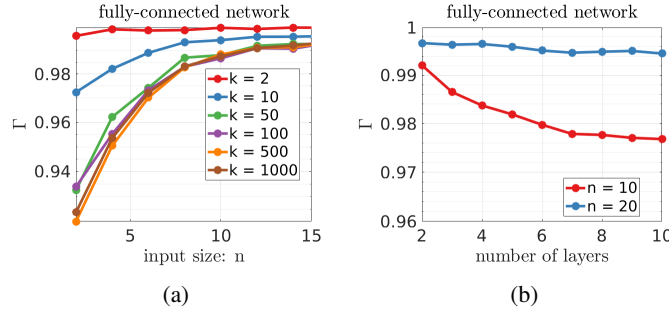 fully-connected network
Γ
0.98
0.96
0.94
k = 2
k = 10
k = 50
k = 100
k = 500
k = 1000
5
10
15
input size: n
(a)
fully-connected network
Γ
1
0.99
0.98
0.97
0.96
n = 10
n = 20
2
4
6
8
10
number of layers
(b)